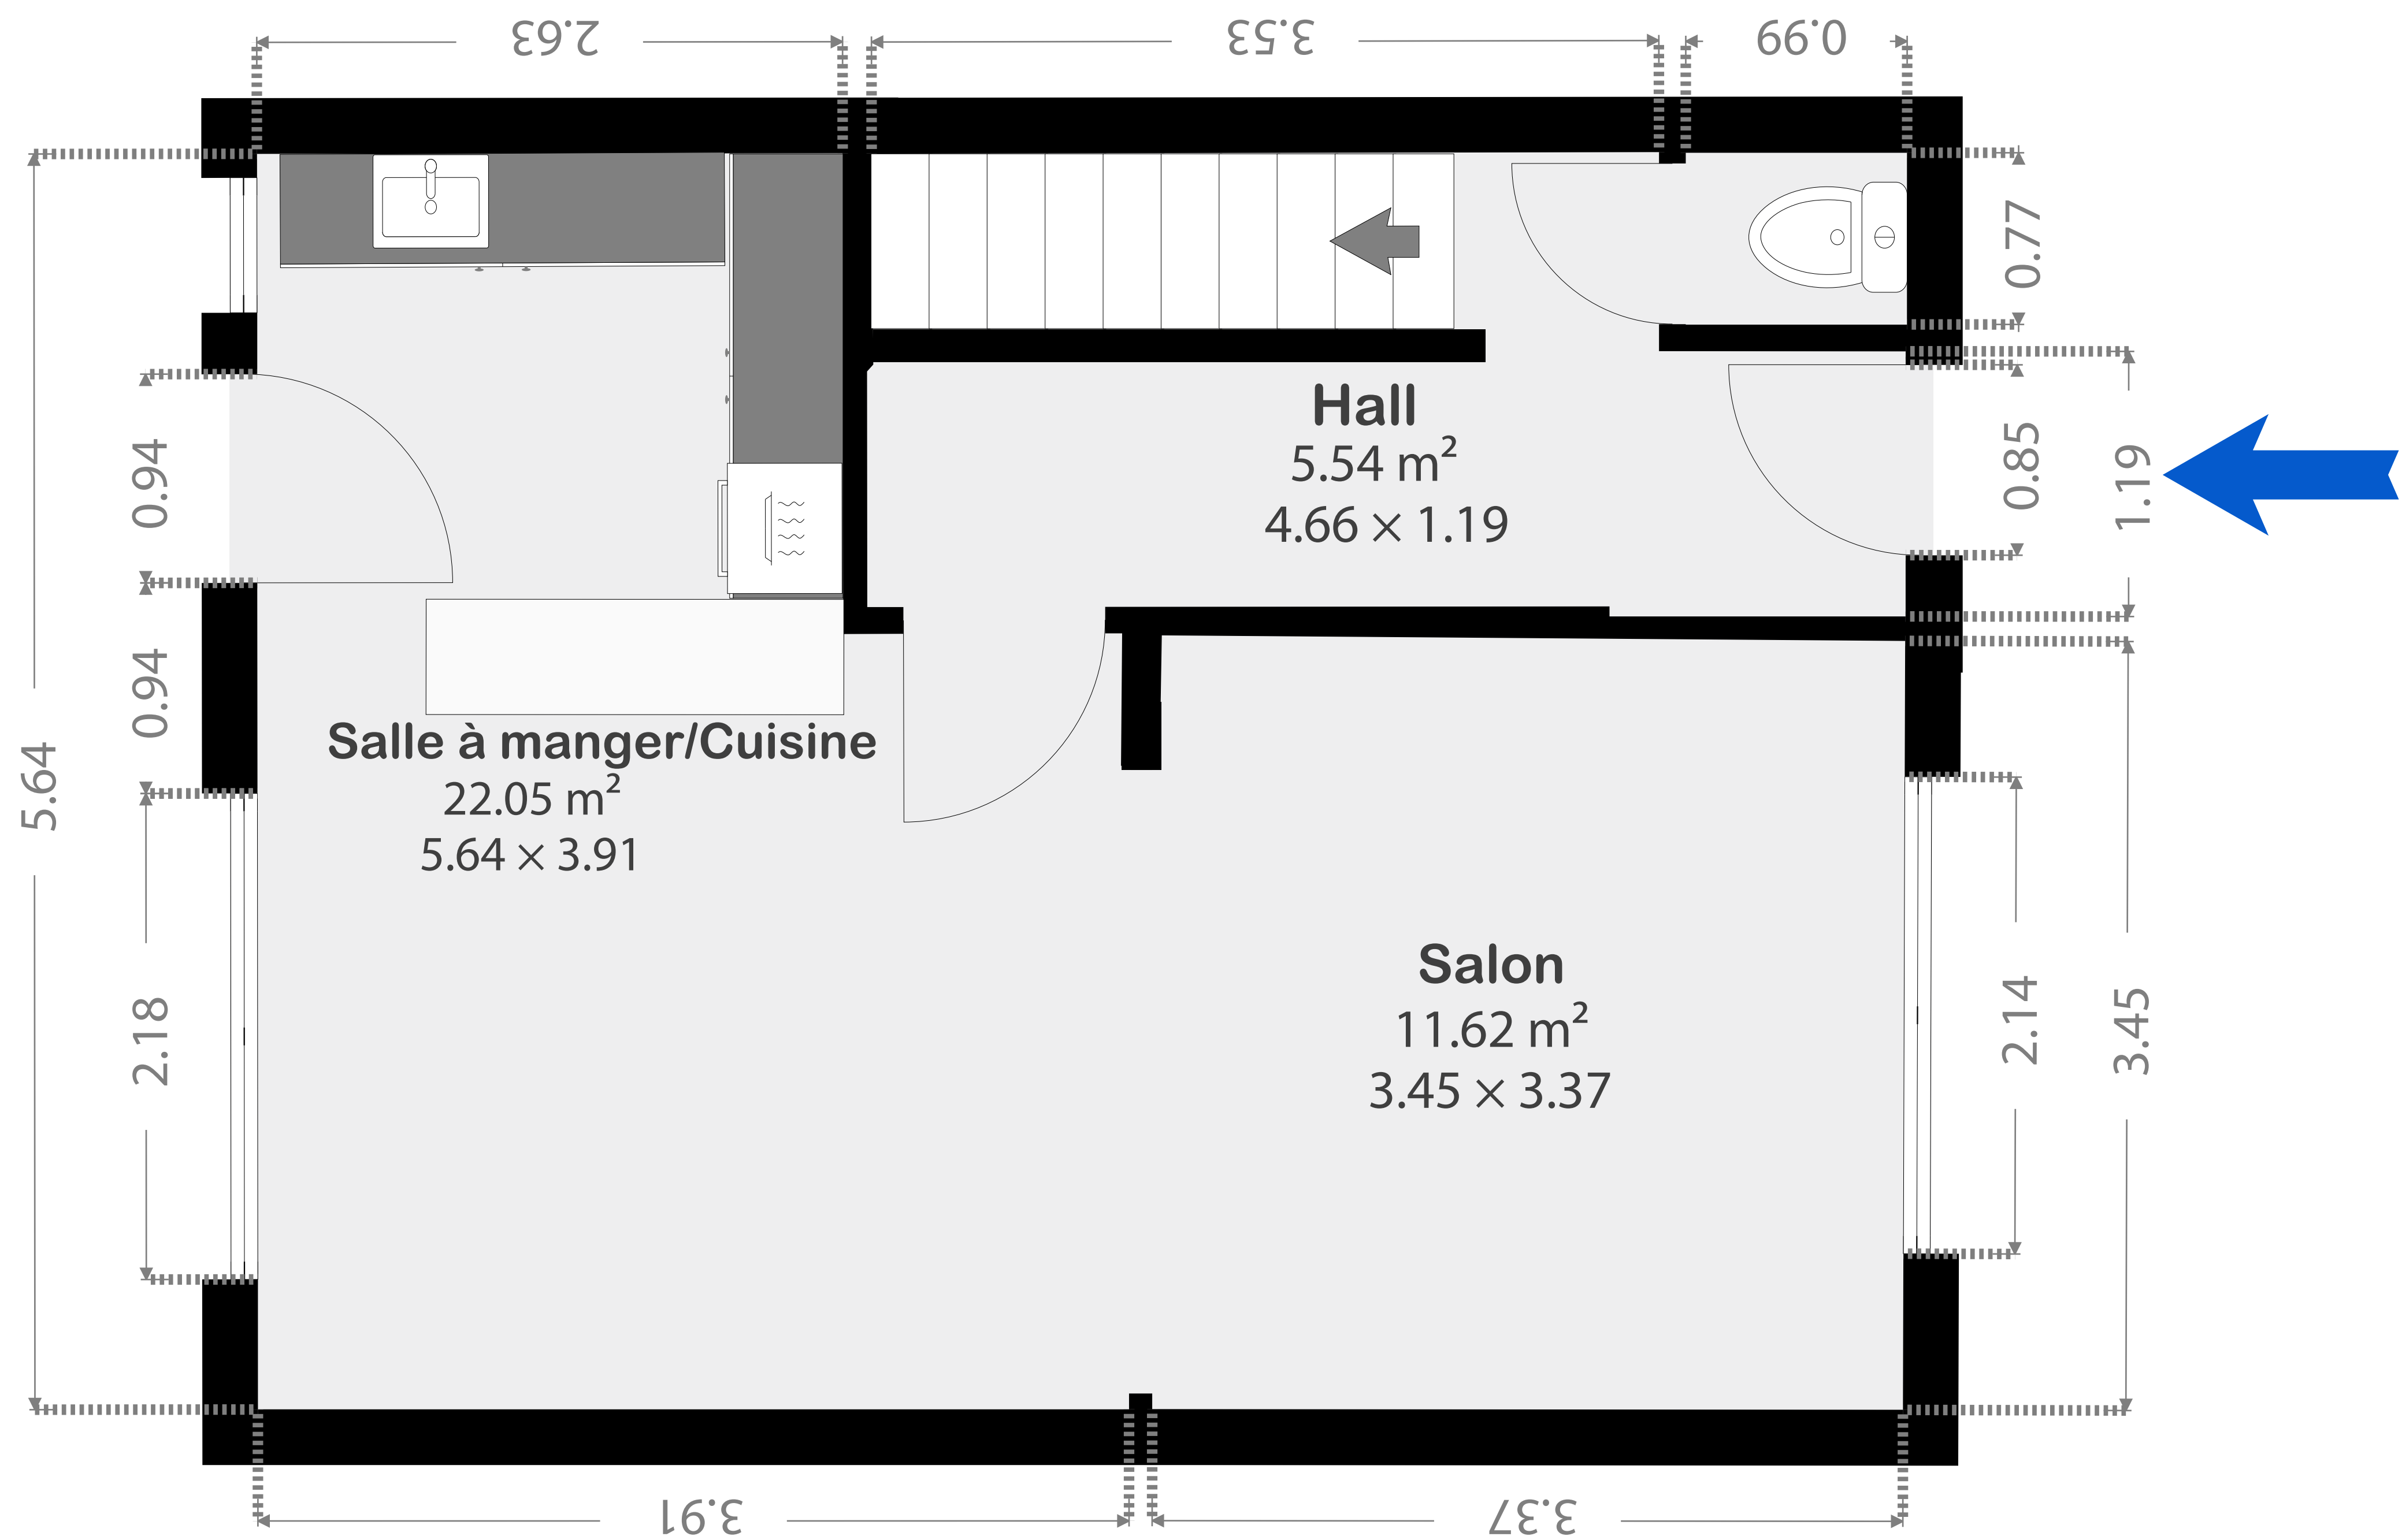 2.63
3.53
0.99
0.77
Hall
5.54 m²
4.66 × 1.19
0.94
0.85
1.19
0.94
5.64
Salle à manger/Cuisine
22.05 m²
5.64 × 3.91
Salon
11.62 m²
3.45 × 3.37
2.18
2.14
3.45
3.91
3.37